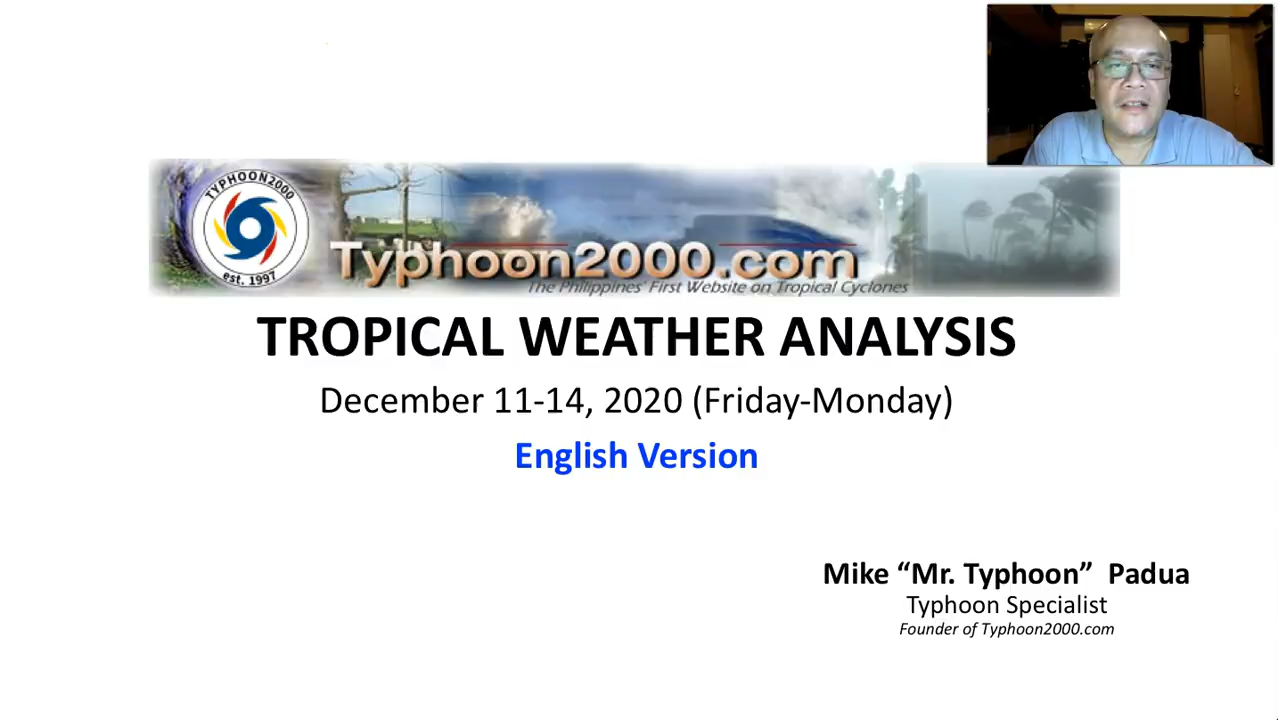 TYPHOON2000
est. 1997
Typhoon2000.com
The Philippines' First Website on Tropical Cyclones
TROPICAL WEATHER ANALYSIS
December 11-14, 2020 (Friday-Monday)
English Version
Mike “Mr. Typhoon” Padua
Typhoon Specialist
Founder of Typhoon2000.com